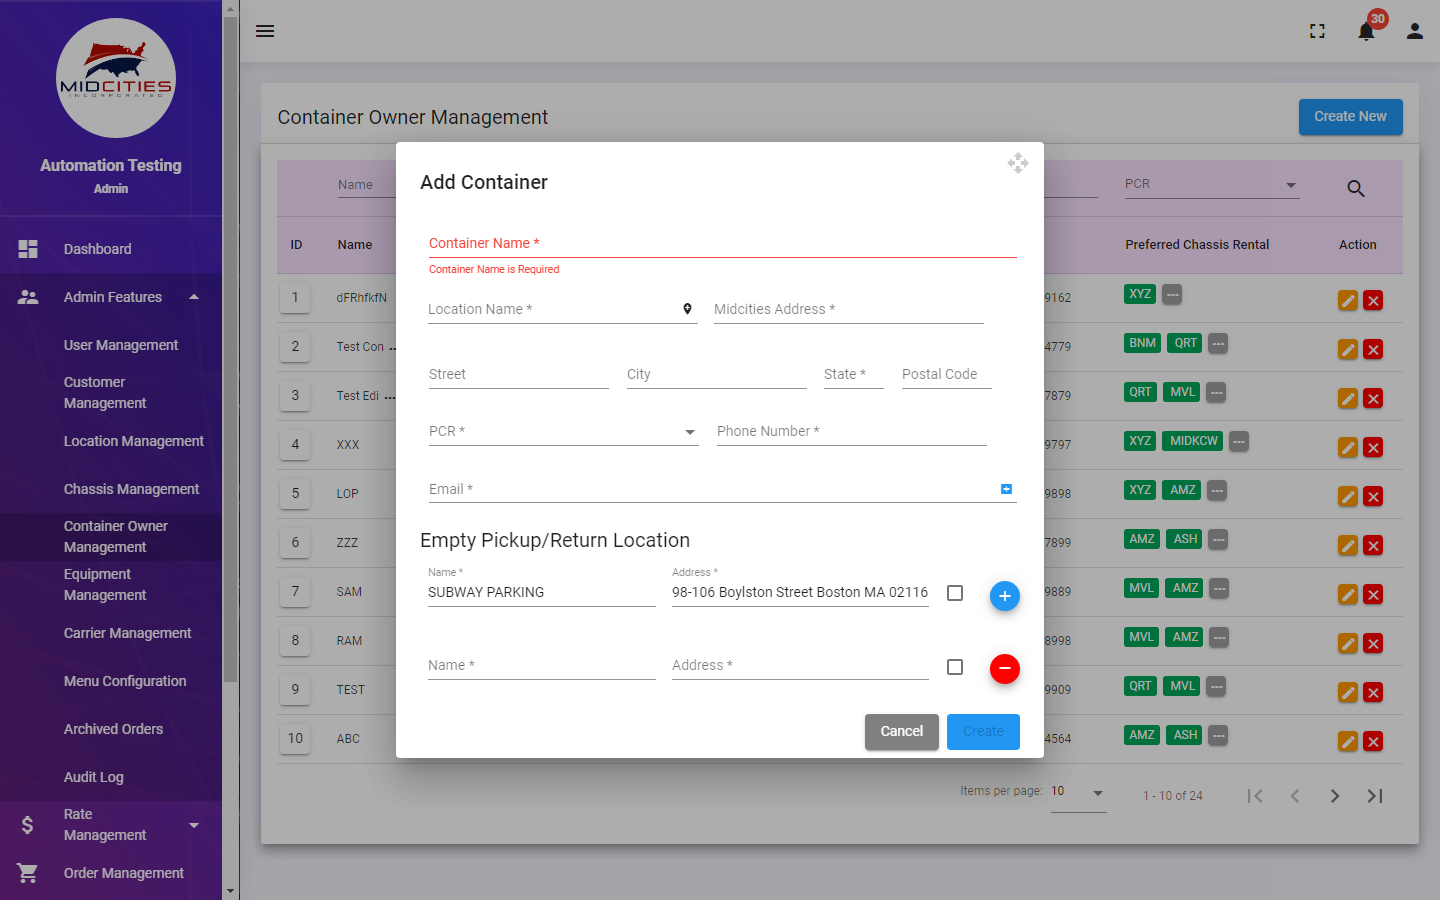 MIDCITIES
INCORPORATED
Automation Testing
Admin
Dashboard
Admin Features
User Management
Customer
Management
Location Management
Chassis Management
Container Owner
Management
Equipment
Management
Carrier Management
Menu Configuration
Archived Orders
Audit Log
Rate
Management
Order Management
30
Container Owner Management
Create New
Name
PCR
ID
Name
Preferred Chassis Rental
Action
1 dFRhfkfN 9162 XYZ ---
2 Test Con ... 4779 BNM QRT ---
3 Test Edi ... 7879 QRT MVL ---
4 XXX 9797 XYZ MIDKCW ---
5 LOP 9898 XYZ AMZ ---
6 ZZZ 7899 AMZ ASH ---
7 SAM 9889 MVL AMZ ---
8 RAM 8998 MVL AMZ ---
9 TEST 9909 QRT MVL ---
10 ABC 4564 AMZ ASH ---
Items per page: 10
1 - 10 of 24
Add Container
Container Name *
Container Name is Required
Location Name *
Midcities Address *
Street
City
State *
Postal Code
PCR *
Phone Number *
Email *
Empty Pickup/Return Location
Name *
Address *
SUBWAY PARKING
98-106 Boylston Street Boston MA 02116
Name *
Address *
Cancel
Create